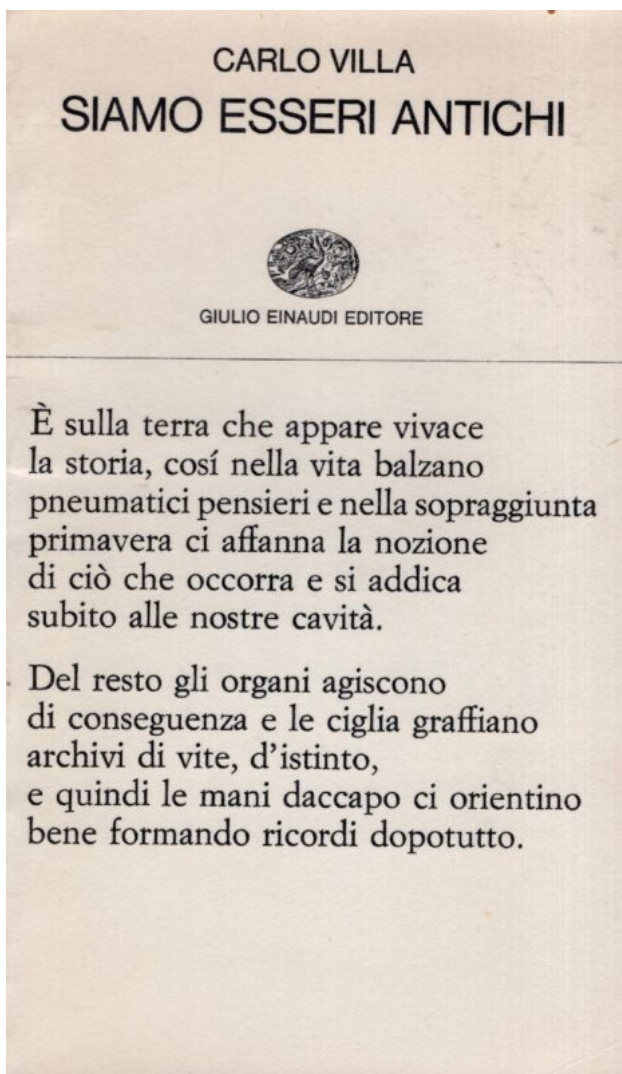 CARLO VILLA
SIAMO ESSERI ANTICHI
GIULIO EINAUDI EDITORE
È sulla terra che appare vivace
la storia, cosí nella vita balzano
pneumatici pensieri e nella sopraggiunta
primavera ci affanna la nozione
di ciò che occorra e si addica
subito alle nostre cavità.
Del resto gli organi agiscono
di conseguenza e le ciglia graffiano
archivi di vite, d'istinto,
e quindi le mani daccapo ci orientino
bene formando ricordi dopotutto.